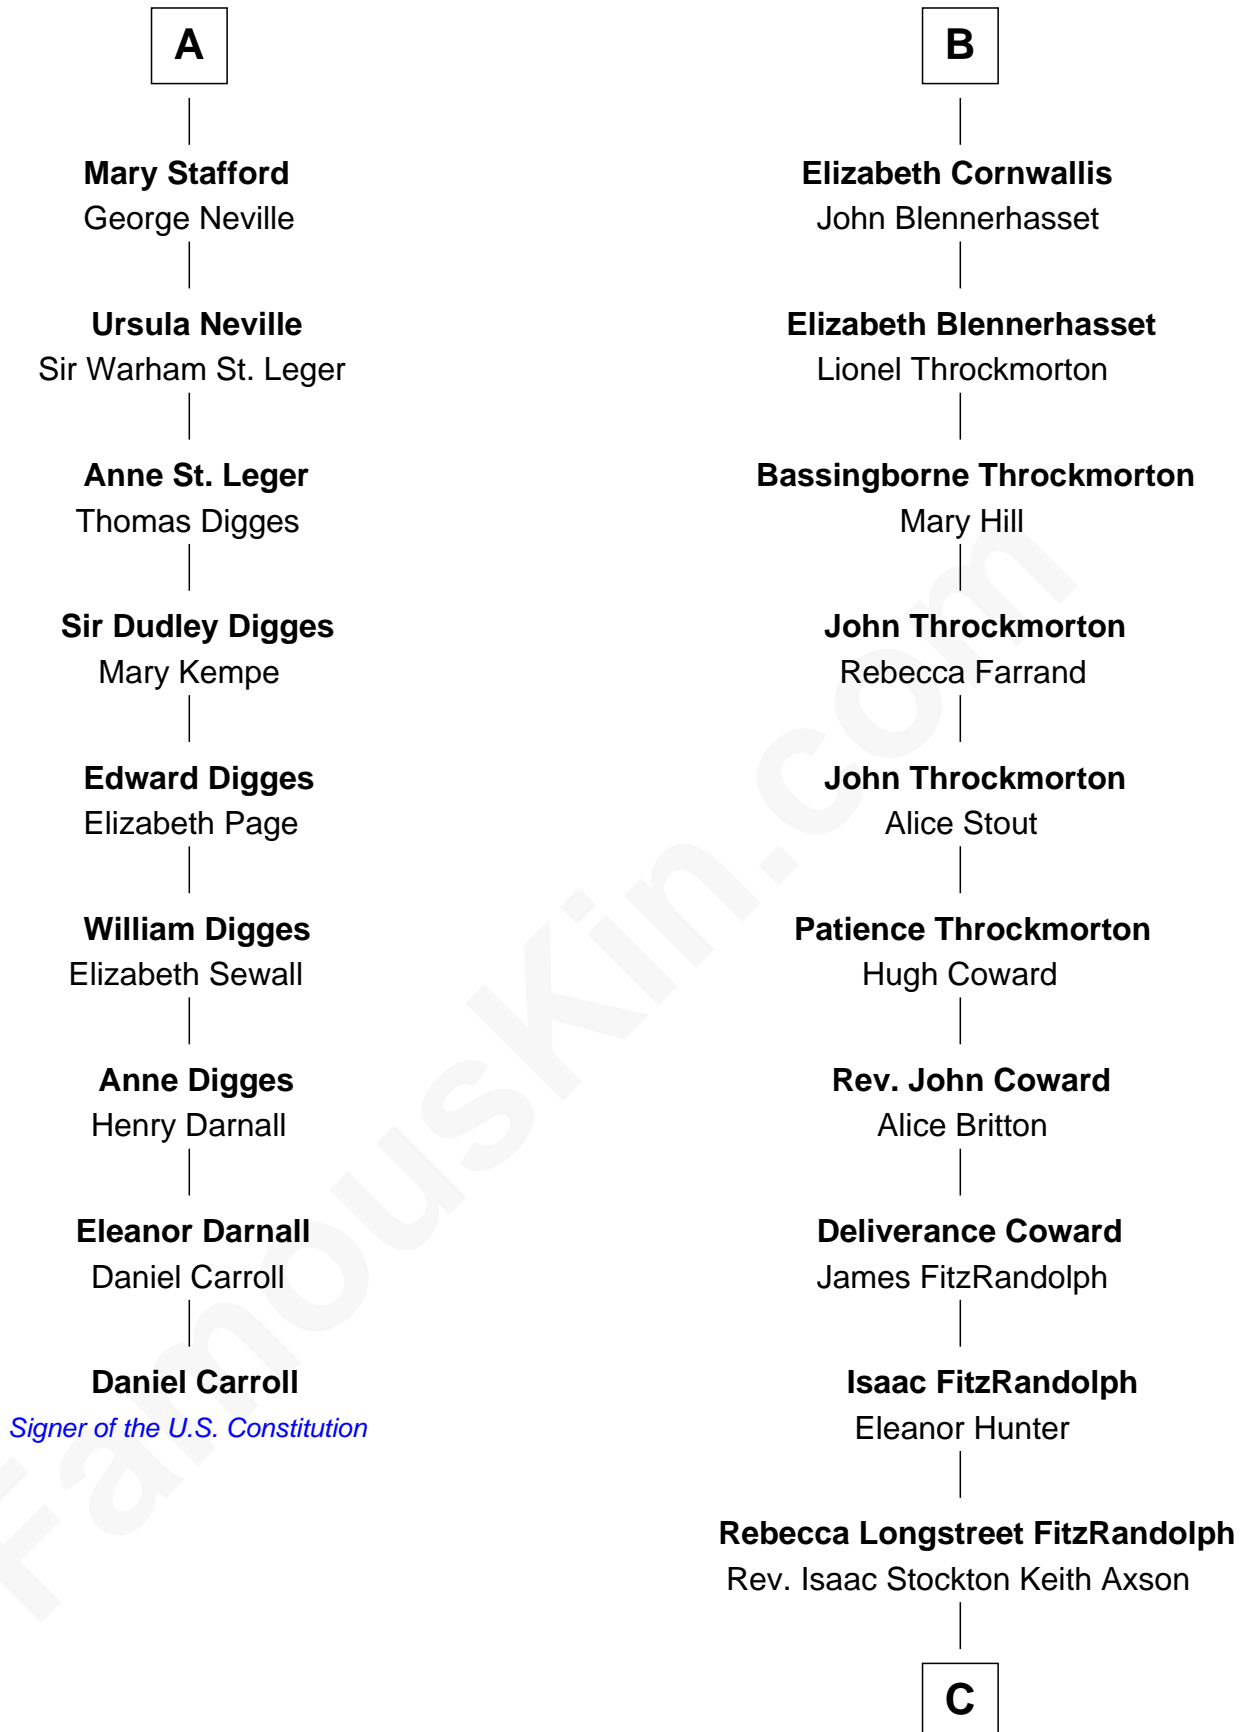 A
Mary Stafford
George Neville
Ursula Neville
Sir Warham St. Leger
Anne St. Leger
Thomas Digges
Sir Dudley Digges
Mary Kempe
Edward Digges
Elizabeth Page
William Digges
Elizabeth Sewall
Anne Digges
Henry Darnall
Eleanor Darnall
Daniel Carroll
Daniel Carroll
Signer of the U.S. Constitution
B
Elizabeth Cornwallis
John Blennerhasset
Elizabeth Blennerhasset
Lionel Throckmorton
Bassingborne Throckmorton
Mary Hill
John Throckmorton
Rebecca Farrand
John Throckmorton
Alice Stout
Patience Throckmorton
Hugh Coward
Rev. John Coward
Alice Britton
Deliverance Coward
James FitzRandolph
Isaac FitzRandolph
Eleanor Hunter
Rebecca Longstreet FitzRandolph
Rev. Isaac Stockton Keith Axson
C
FamousKin.com